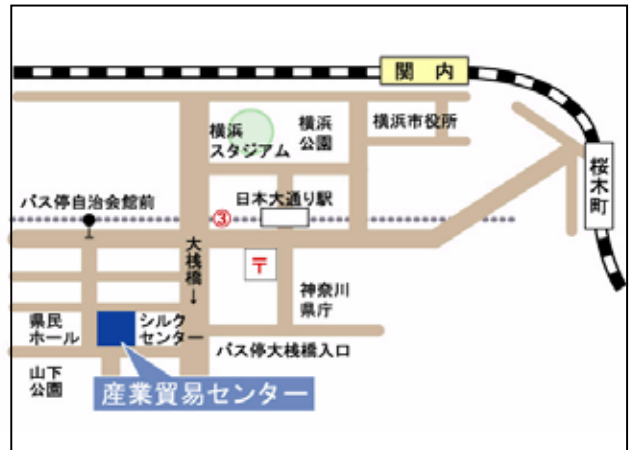 関 内
横浜
スタジアム
横浜
公園
横浜市役所
桜木町
バス停自治会館前
日本大通り駅
③
大桟橋↓
〒
神奈川
県庁
県民
ホール
シルク
センター
バス停大桟橋入口
山下
公園
産業貿易センター